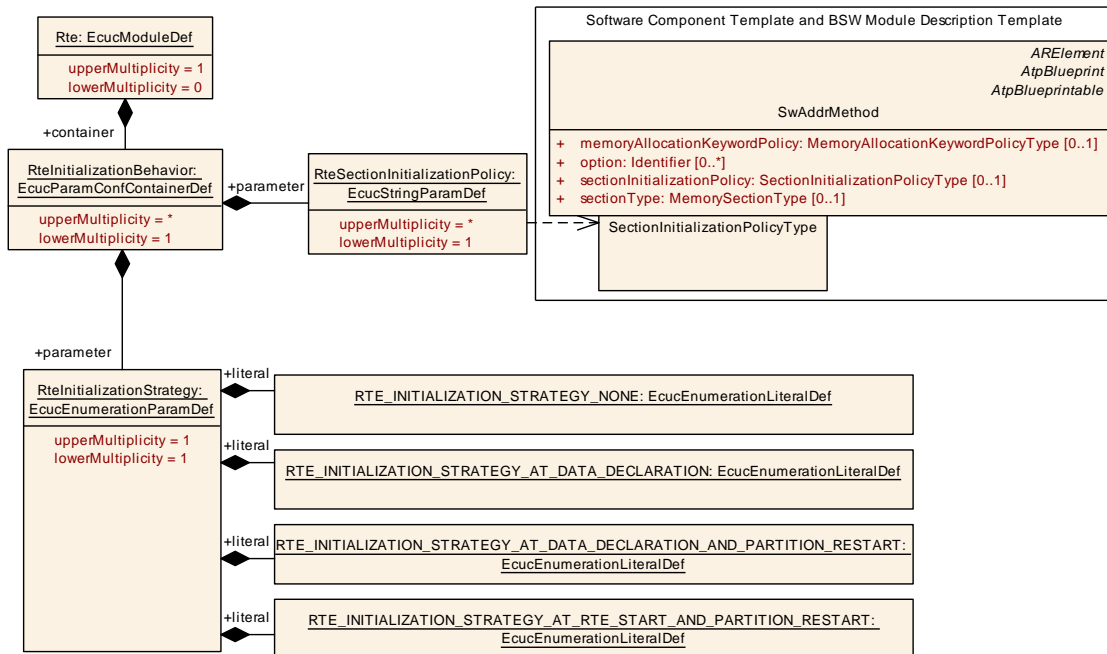 Software Component Template and BSW Module Description Template
Rte: EcucModuleDef
upperMultiplicity = 1
lowerMultiplicity = 0
ARElement
AtpBlueprint
AtpBlueprintable
SwAddrMethod
+ memoryAllocationKeywordPolicy: MemoryAllocationKeywordPolicyType [0..1]
+ option: Identifier [0..*]
+ sectionInitializationPolicy: SectionInitializationPolicyType [0..1]
+ sectionType: MemorySectionType [0..1]
+container
RteInitializationBehavior:
EcucParamConfContainerDef
upperMultiplicity = *
lowerMultiplicity = 1
+parameter
RteSectionInitializationPolicy:
EcucStringParamDef
upperMultiplicity = *
lowerMultiplicity = 1
SectionInitializationPolicyType
+parameter
RteInitializationStrategy:
EcucEnumerationParamDef
upperMultiplicity = 1
lowerMultiplicity = 1
+literal
RTE_INITIALIZATION_STRATEGY_NONE: EcucEnumerationLiteralDef
+literal
RTE_INITIALIZATION_STRATEGY_AT_DATA_DECLARATION: EcucEnumerationLiteralDef
+literal
RTE_INITIALIZATION_STRATEGY_AT_DATA_DECLARATION_AND_PARTITION_RESTART:
EcucEnumerationLiteralDef
+literal
RTE_INITIALIZATION_STRATEGY_AT_RTE_START_AND_PARTITION_RESTART:
EcucEnumerationLiteralDef